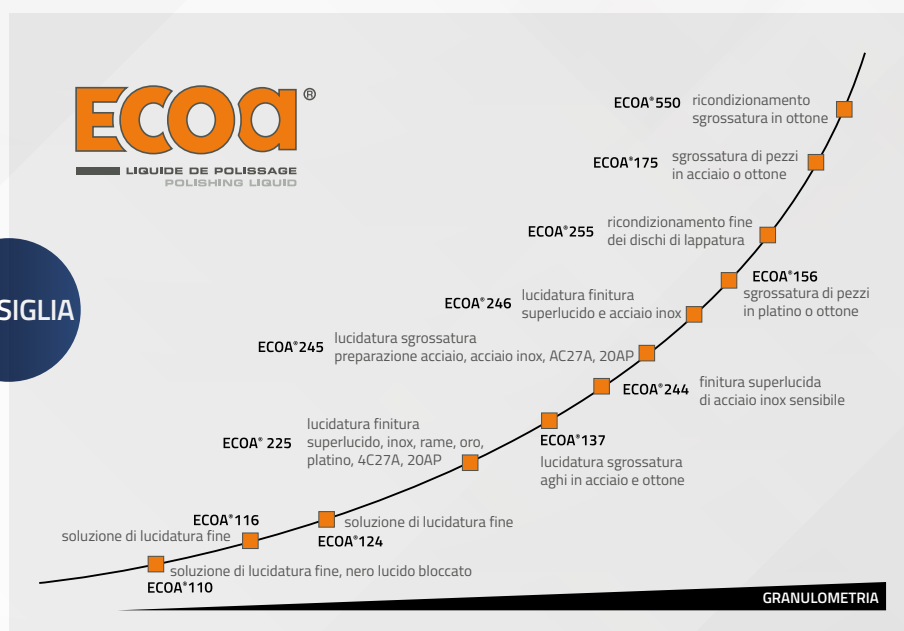 ECOA®
LIQUIDE DE POLISSAGE
POLISHING LIQUID
SIGLIA
ECOA®550 ricondizionamento
sgrossatura in ottone
ECOA®175 sgrossatura di pezzi
in acciaio o ottone
ECOA®255 ricondizionamento fine
dei dischi di lappatura
ECOA®156
sgrossatura di pezzi
in platino o ottone
ECOA®246 lucidatura finitura
superlucido e acciaio inox
ECOA®245 lucidatura sgrossatura
preparazione acciaio, acciaio inox, AC27A, 20AP
ECOA®244 finitura superlucida
di acciaio inox sensibile
ECOA®137
lucidatura sgrossatura
aghi in acciaio e ottone
ECOA® 225 lucidatura finitura
superlucido, inox, rame, oro,
platino, 4C27A, 20AP
ECOA®124 soluzione di lucidatura fine
ECOA®116
soluzione di lucidatura fine
ECOA®110 soluzione di lucidatura fine, nero lucido bloccato
GRANULOMETRIA